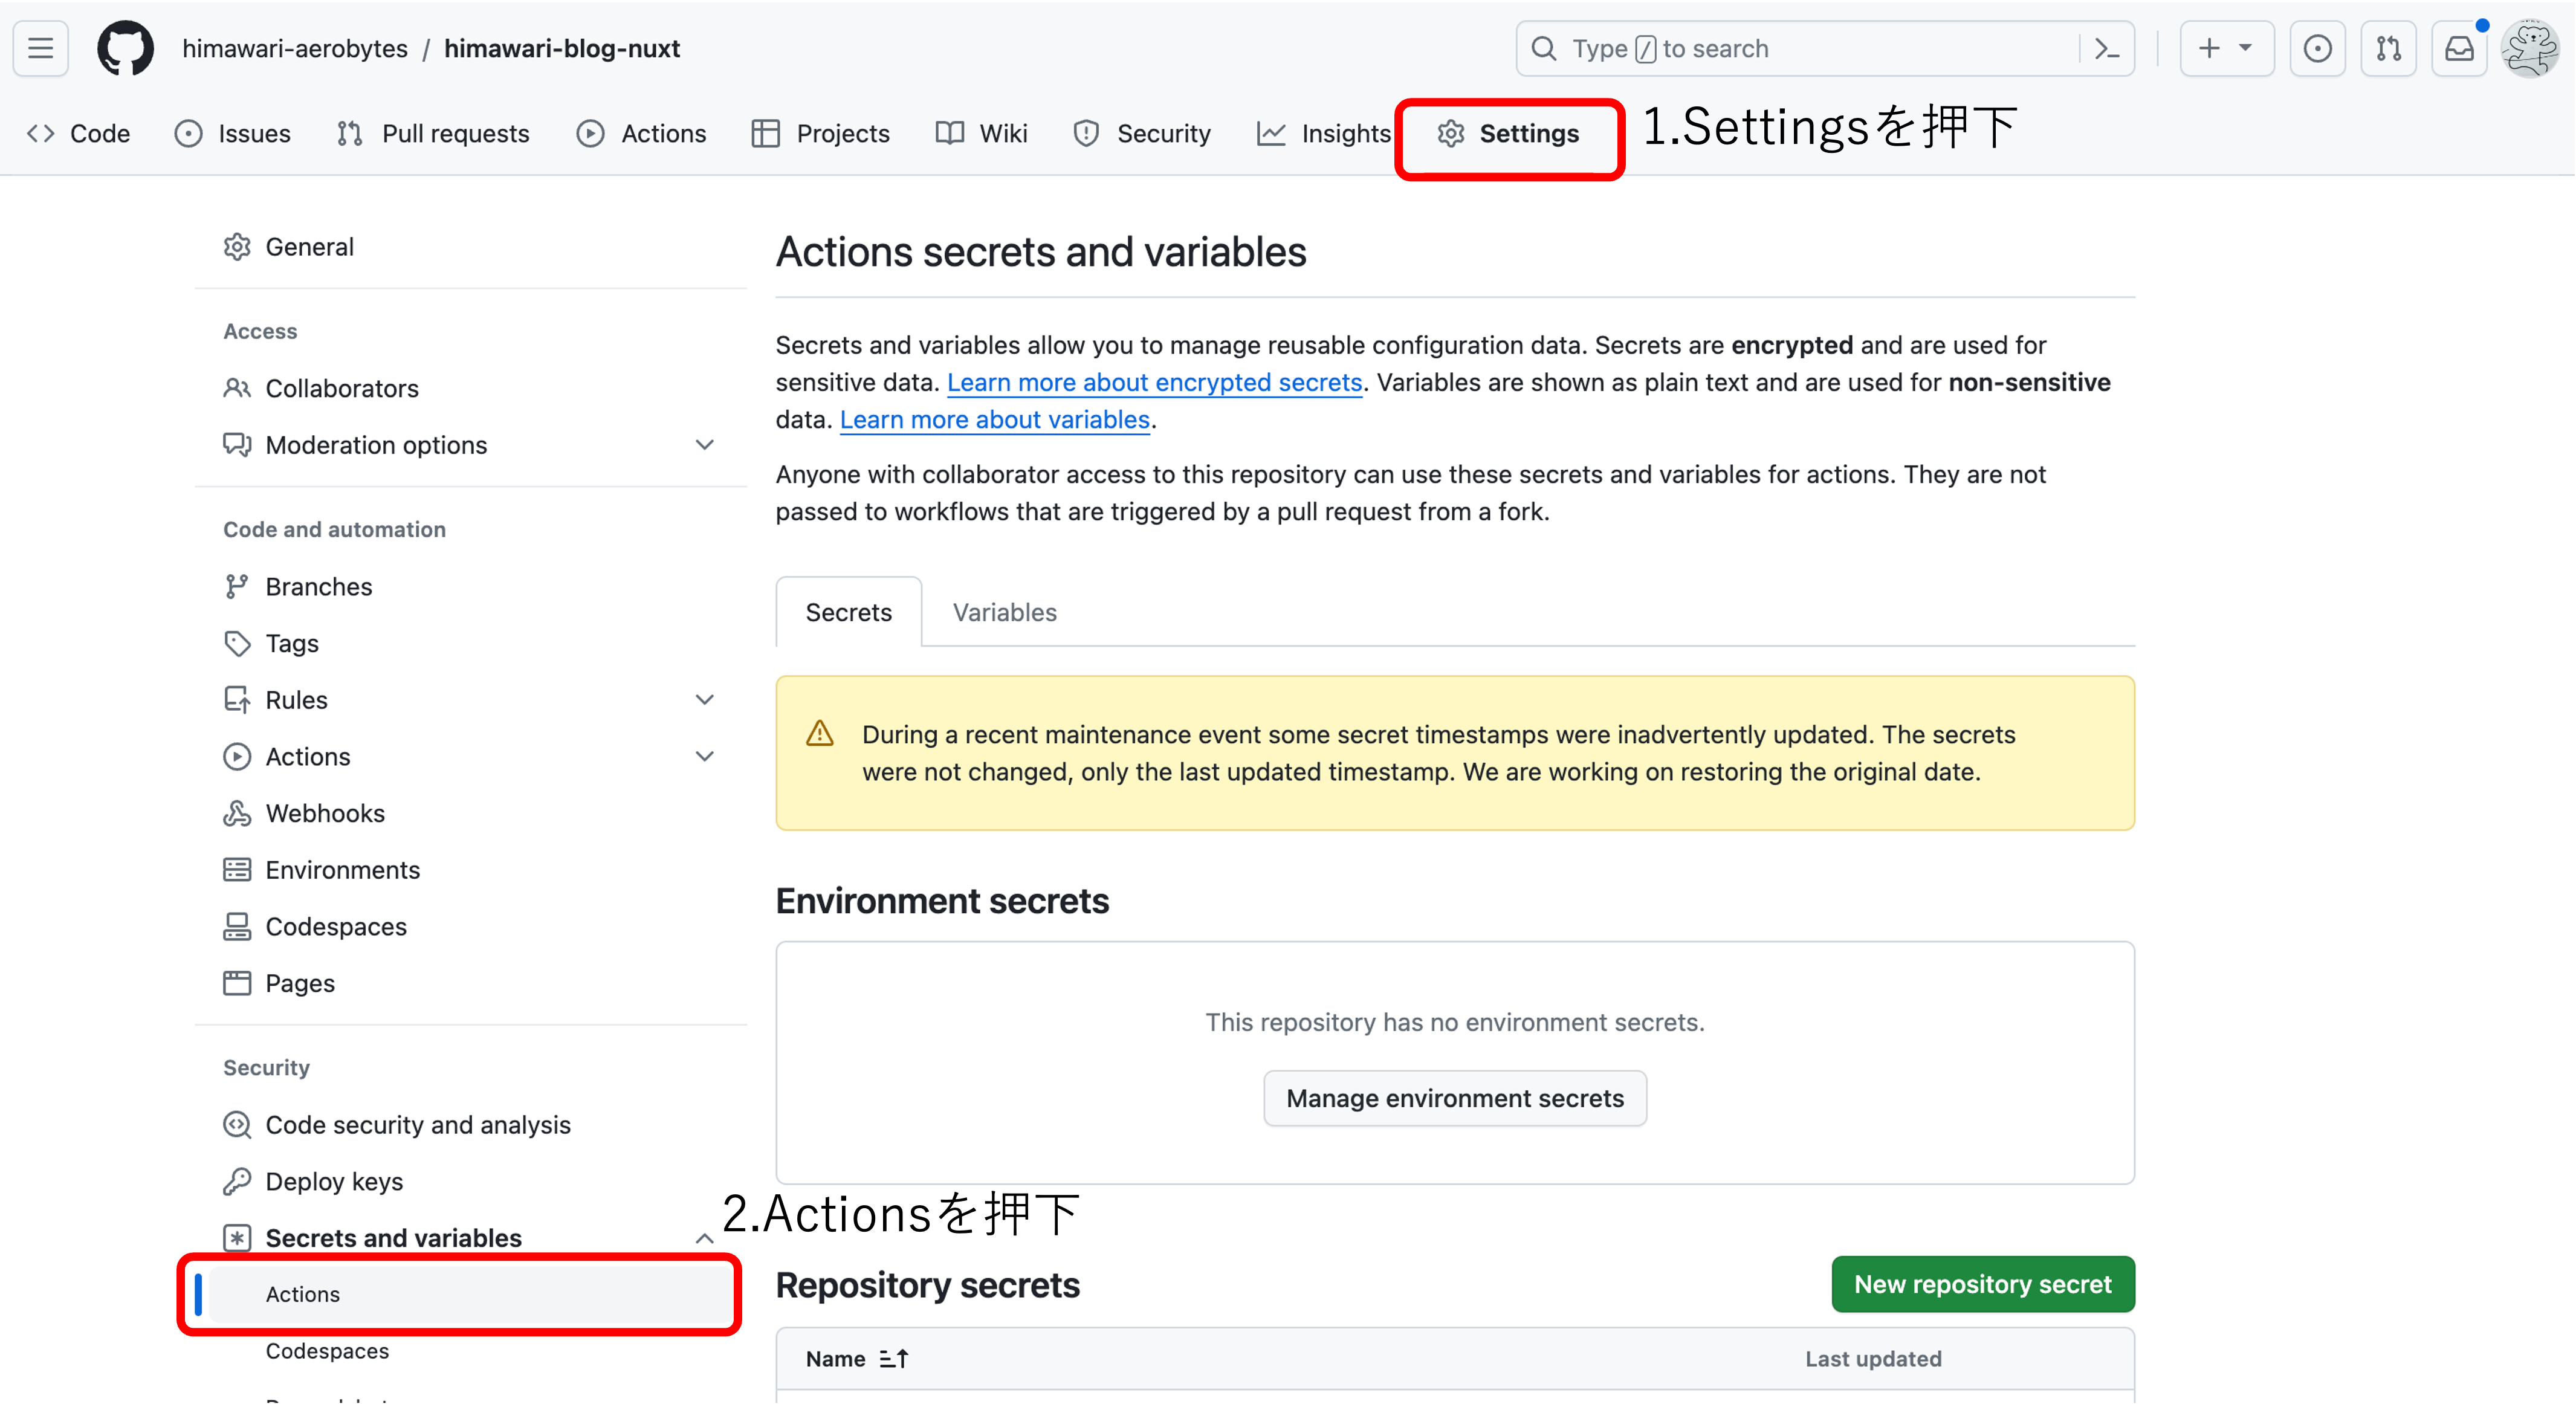 himawari-aerobytes / himawari-blog-nuxt
Type / to search
Code
Issues
Pull requests
Actions
Projects
Wiki
Security
Insights
Settings
1.Settingsを押下
General
Access
Collaborators
Moderation options
Code and automation
Branches
Tags
Rules
Actions
Webhooks
Environments
Codespaces
Pages
Security
Code security and analysis
Deploy keys
Secrets and variables
2.Actionsを押下
Actions
Codespaces
Actions secrets and variables
Secrets and variables allow you to manage reusable configuration data. Secrets are encrypted and are used for
sensitive data. Learn more about encrypted secrets. Variables are shown as plain text and are used for non-sensitive
data. Learn more about variables.
Anyone with collaborator access to this repository can use these secrets and variables for actions. They are not
passed to workflows that are triggered by a pull request from a fork.
Secrets
Variables
During a recent maintenance event some secret timestamps were inadvertently updated. The secrets
were not changed, only the last updated timestamp. We are working on restoring the original date.
Environment secrets
This repository has no environment secrets.
Manage environment secrets
Repository secrets
New repository secret
Name
Last updated